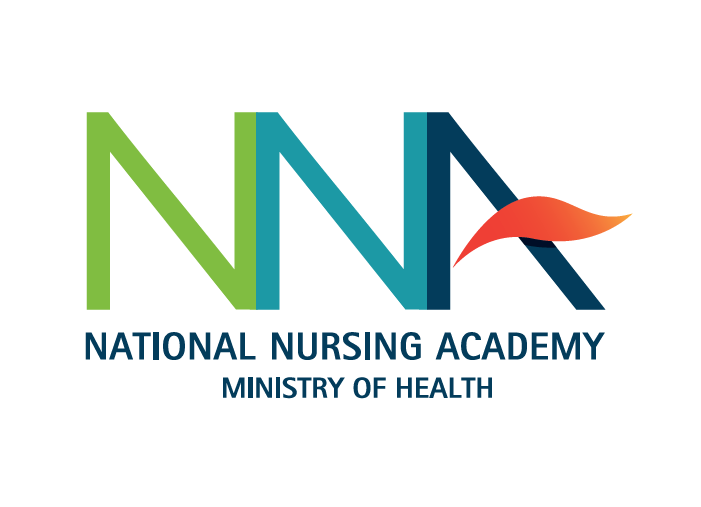 NNA
NATIONAL NURSING ACADEMY
MINISTRY OF HEALTH